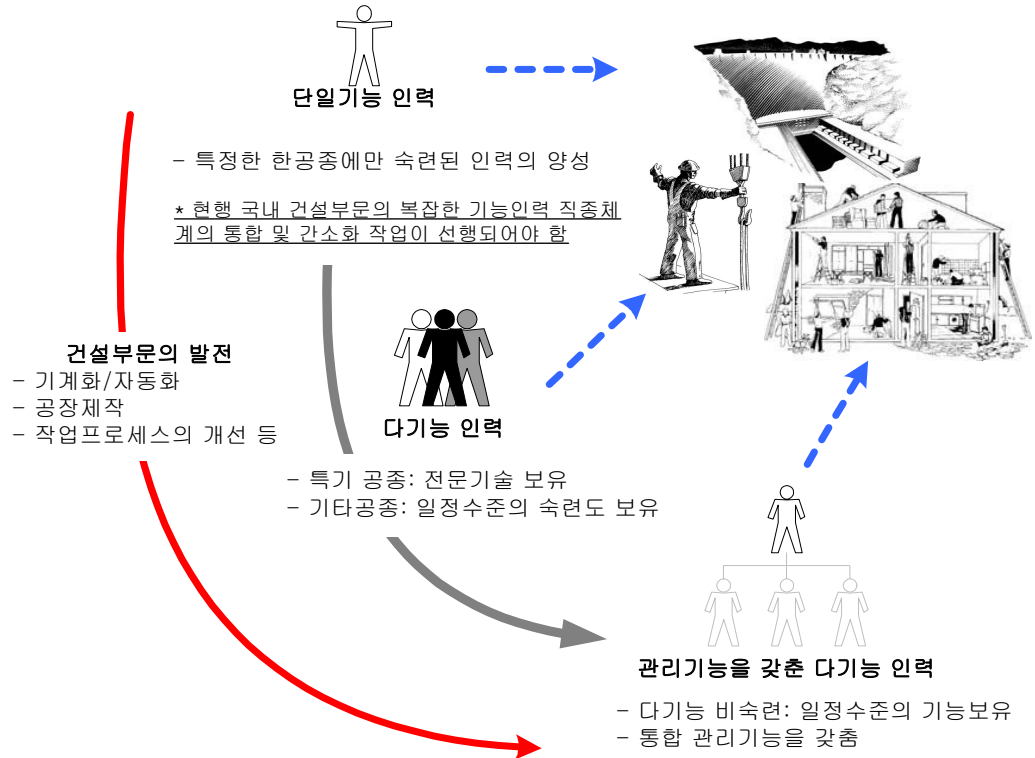 단일기능 인력
- 특정한 한공종에만 숙련된 인력의 양성
* 현행 국내 건설부문의 복잡한 기능인력 직종체
계의 통합 및 간소화 작업이 선행되어야 함
건설부문의 발전
- 기계화/자동화
- 공장제작
- 작업프로세스의 개선 등
다기능 인력
- 특기 공종: 전문기술 보유
- 기타공종: 일정수준의 숙련도 보유
관리기능을 갖춘 다기능 인력
- 다기능 비숙련: 일정수준의 기능보유
- 통합 관리기능을 갖춤